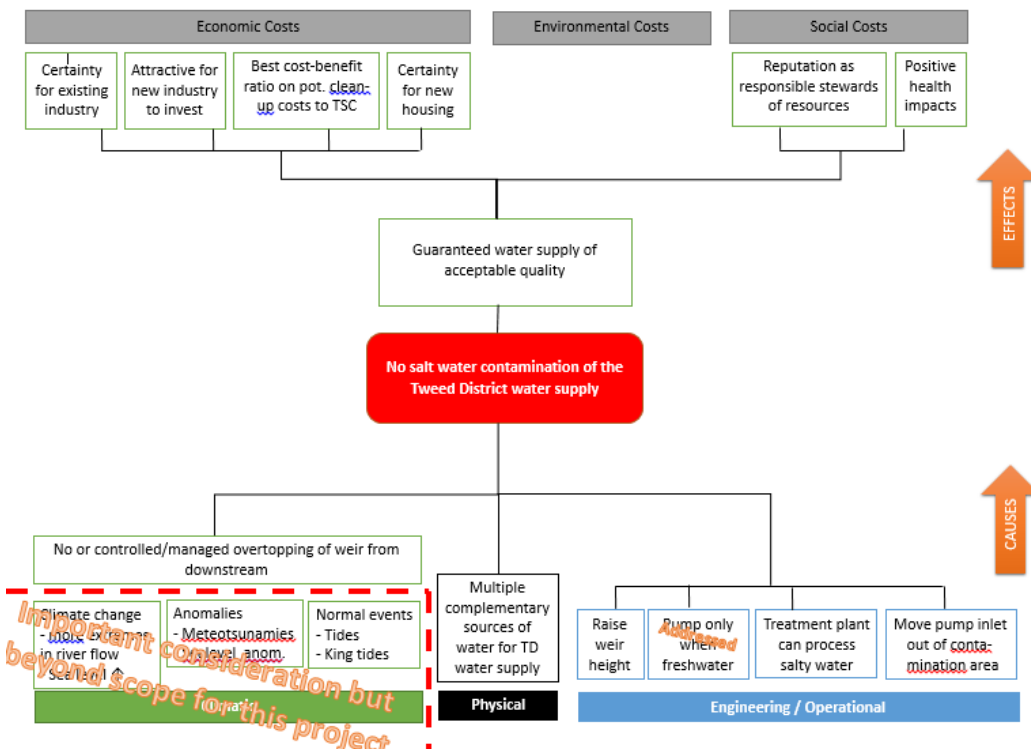 Economic Costs
Environmental Costs
Social Costs
Certainty
for existing
industry
Attractive for
new industry
to invest
Best cost-benefit
ratio on pot. clean-
up costs to TSC
Certainty
for new
housing
Reputation as
responsible stewards
of resources
Positive
health
impacts
EFFECTS
Guaranteed water supply of
acceptable quality
No salt water contamination of the
Tweed District water supply
CAUSES
No or controlled/managed overtopping of weir from
downstream
Climate change
- more extremes
in river flow
- Sea level ↑
Anomalies
- Meteotsunamies
level anom.
Normal events
- Tides
- King tides
Important consideration but
beyond scope for this project
Multiple
complementary
sources of
water for TD
water supply
Physical
Raise
weir
height
Pump only
when
freshwater
Addressed
Treatment plant
can process
salty water
Move pump inlet
out of conta-
mination area
Engineering / Operational